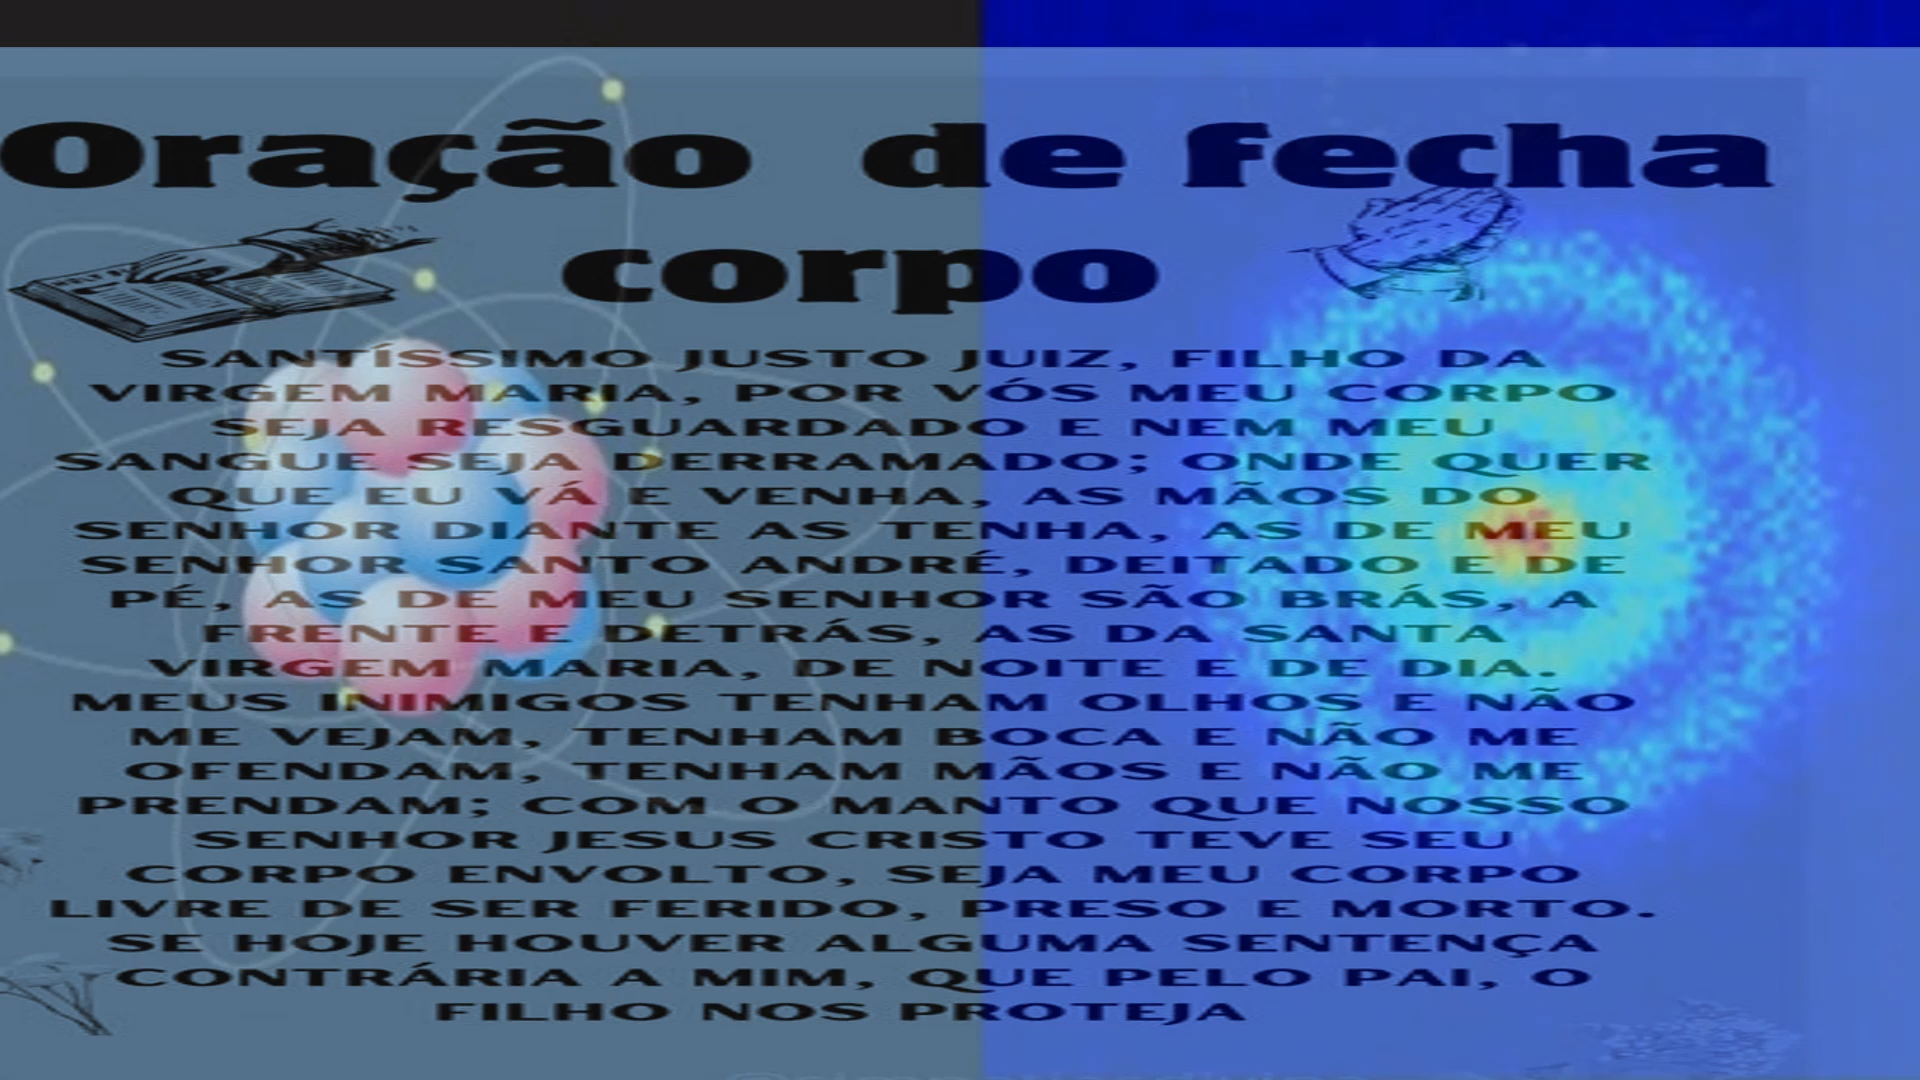 Oração de fecha
corpo
SANTÍSSIMO JUSTO JUIZ, FILHO DA
VIRGEM MARIA, POR VÓS MEU CORPO
SEJA RESGUARDADO E NEM MEU
SANGUE SEJA DERRAMADO; ONDE QUER
QUE EU VÁ E VENHA, AS MÃOS DO
SENHOR DIANTE AS TENHA, AS DE MEU
SENHOR SANTO ANDRÉ, DEITADO E DE
PÉ, AS DE MEU SENHOR SÃO BRÁS, A
FRENTE E DETRÁS, AS DA SANTA
VIRGEM MARIA, DE NOITE E DE DIA.
MEUS INIMIGOS TENHAM OLHOS E NÃO
ME VEJAM, TENHAM BOCA E NÃO ME
OFENDAM, TENHAM MÃOS E NÃO ME
PRENDAM; COM O MANTO QUE NOSSO
SENHOR JESUS CRISTO TEVE SEU
CORPO ENVOLTO, SEJA MEU CORPO
LIVRE DE SER FERIDO, PRESO E MORTO.
SE HOJE HOUVER ALGUMA SENTENÇA
CONTRÁRIA A MIM, QUE PELO PAI, O
FILHO NOS PROTEJA